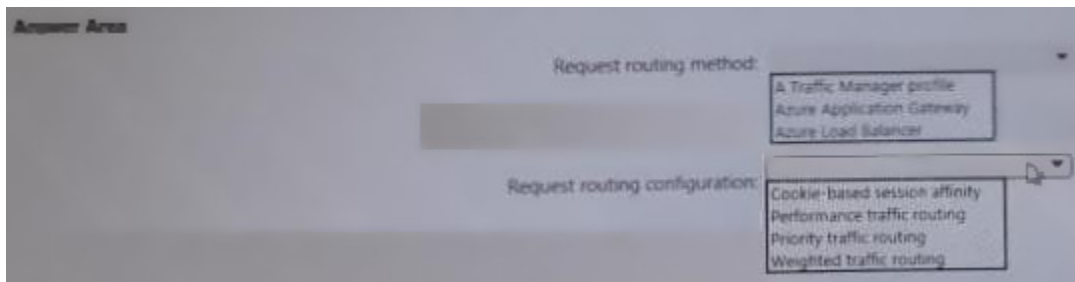 Answer Area
Request routing method:
A Traffic Manager profile
Azure Application Gateway
Azure Load Balancer
Request routing configuration:
Cookie-based session affinity
Performance traffic routing
Priority traffic routing
Weighted traffic routing